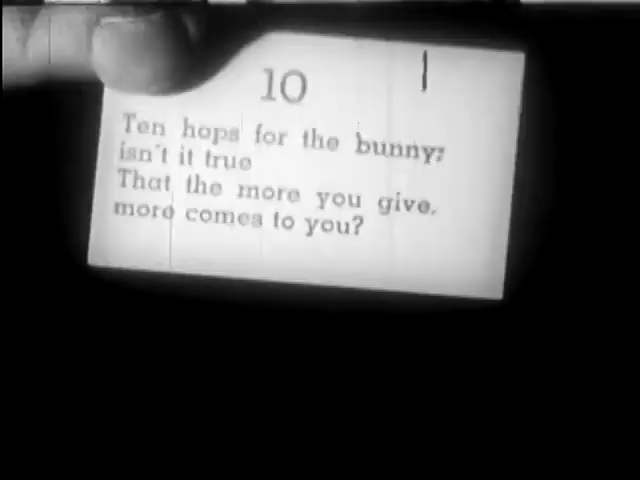 10
Ten hops for the bunny;
isn't it true
That the more you give,
more comes to you?